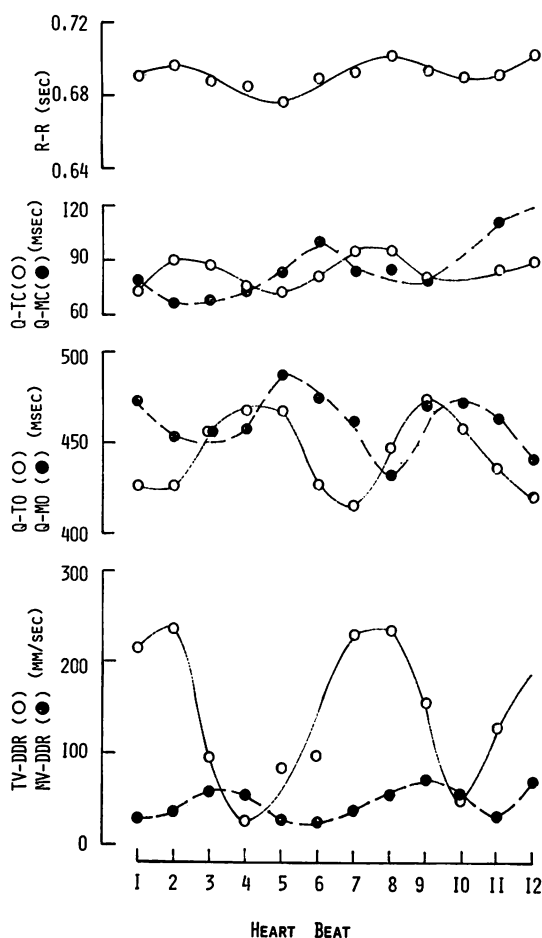 0.72
R-R (SEC)
0.68
0.64
120
Q-TC(○)
Q-MC(●)
(MSEC)
90
60
500
Q-TO (○)
Q-MO (●) (MSEC)
450
400
300
TV-DDR (○)
MV-DDR (●) (MM/SEC)
200
100
0
1 2 3 4 5 6 7 8 9 10 11 12
HEART BEAT